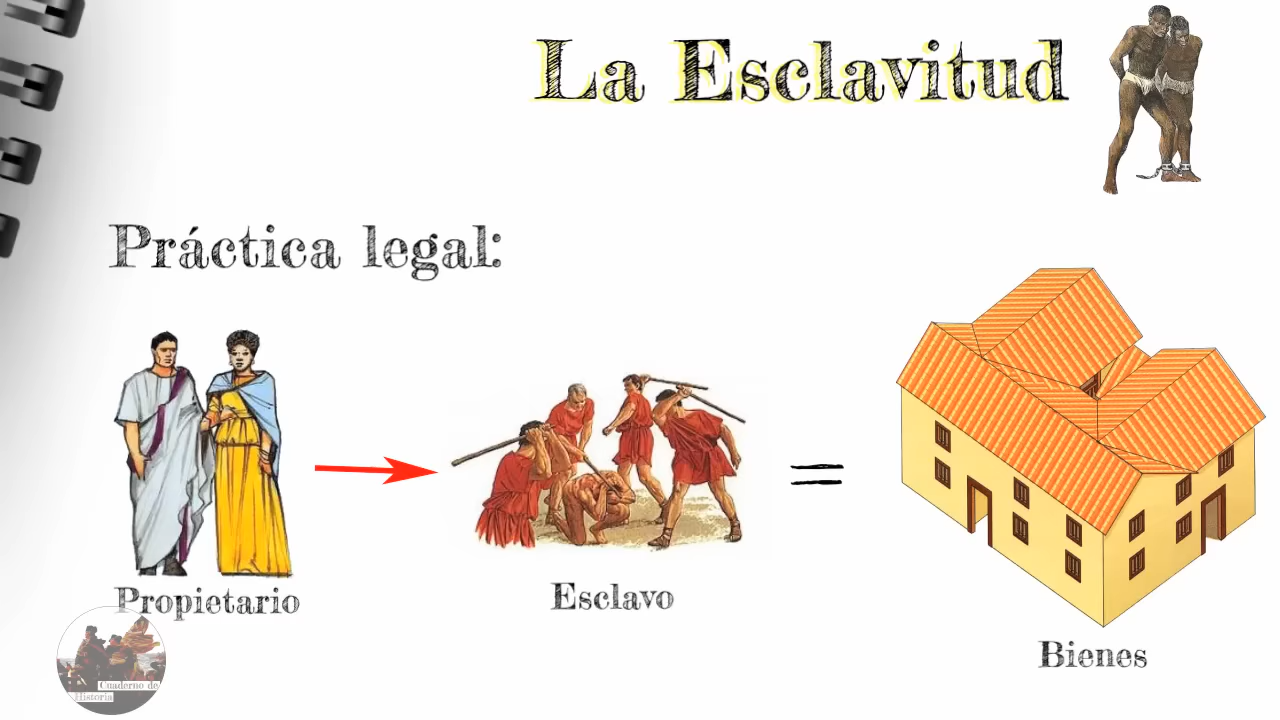 La Esclavitud
Práctica legal:
Propietario
Esclavo
Bienes
Cuaderno de
Historia